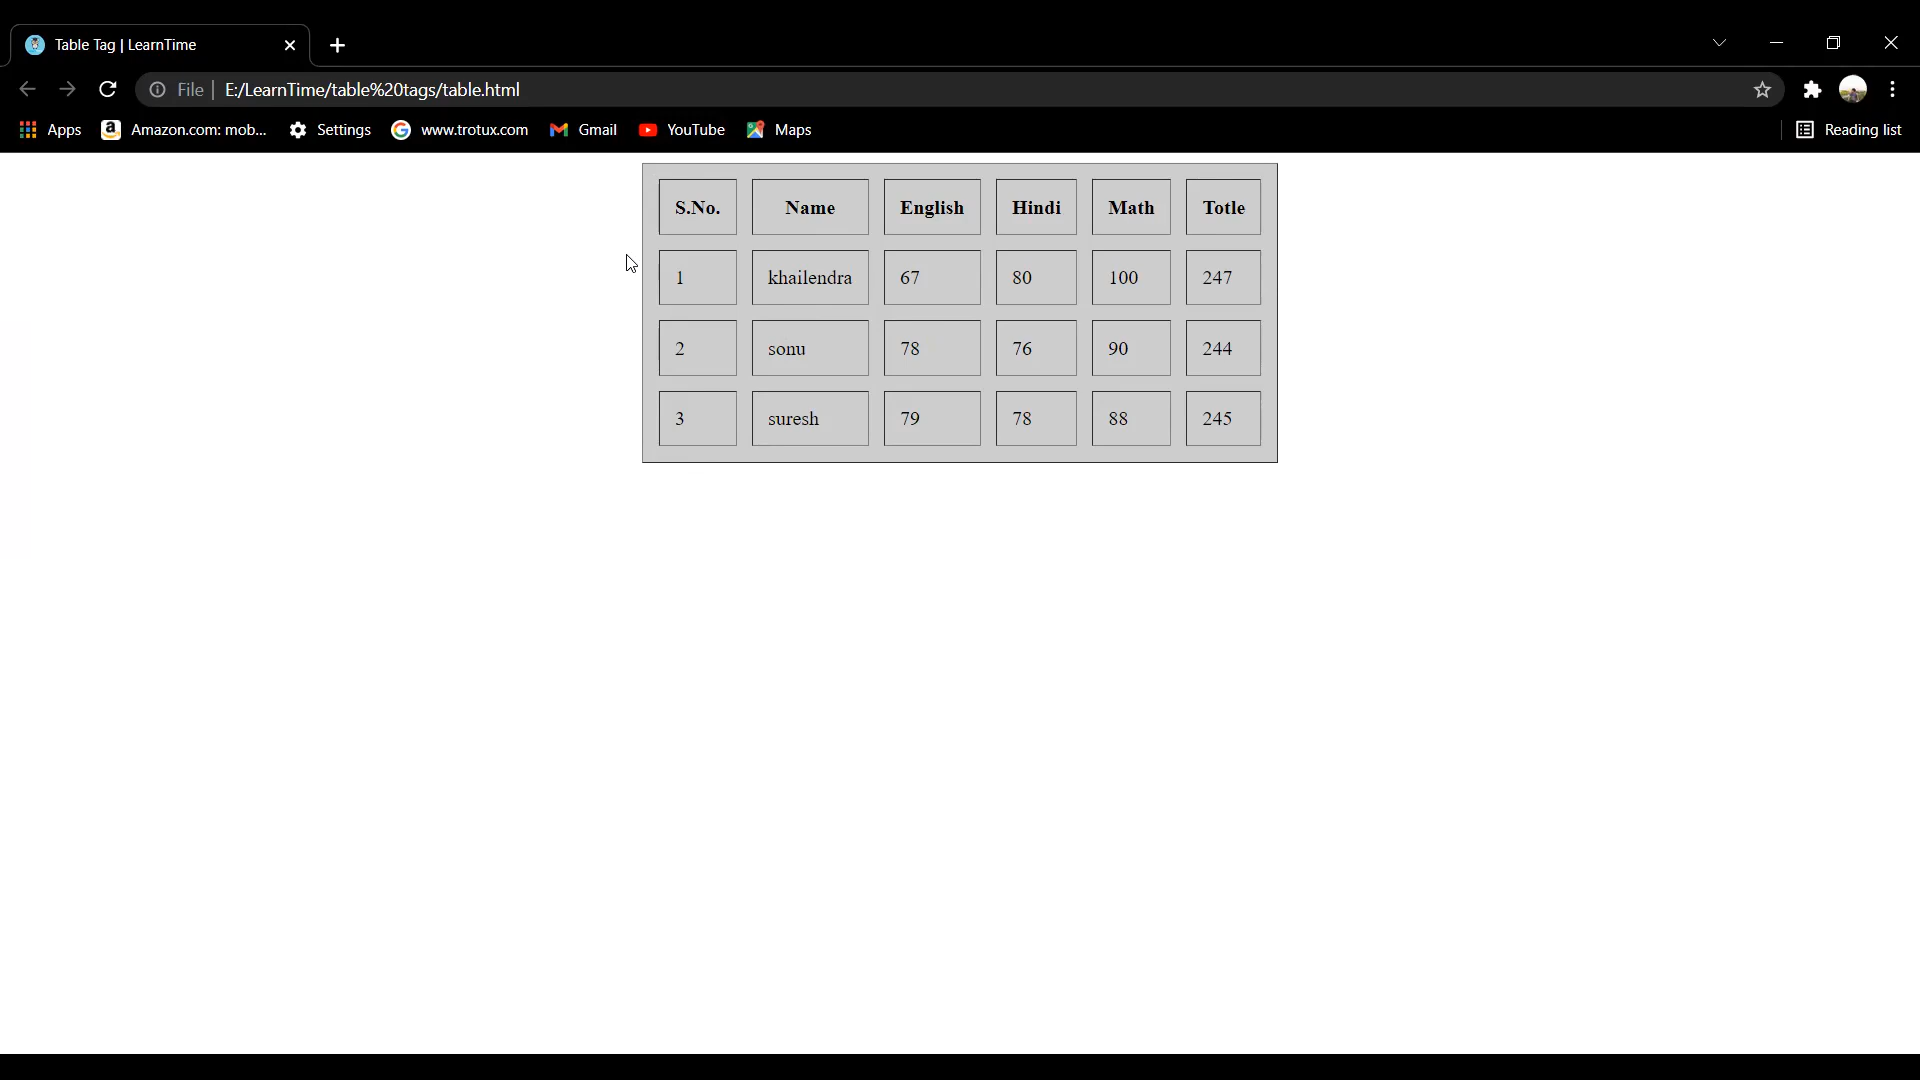 Table Tag | LearnTime
File | E:/LearnTime/table%20tags/table.html
Apps Amazon.com: mob... Settings www.trotux.com Gmail YouTube Maps Reading list
S.No. Name English Hindi Math Totle
1 khailendra 67 80 100 247
2 sonu 78 76 90 244
3 suresh 79 78 88 245